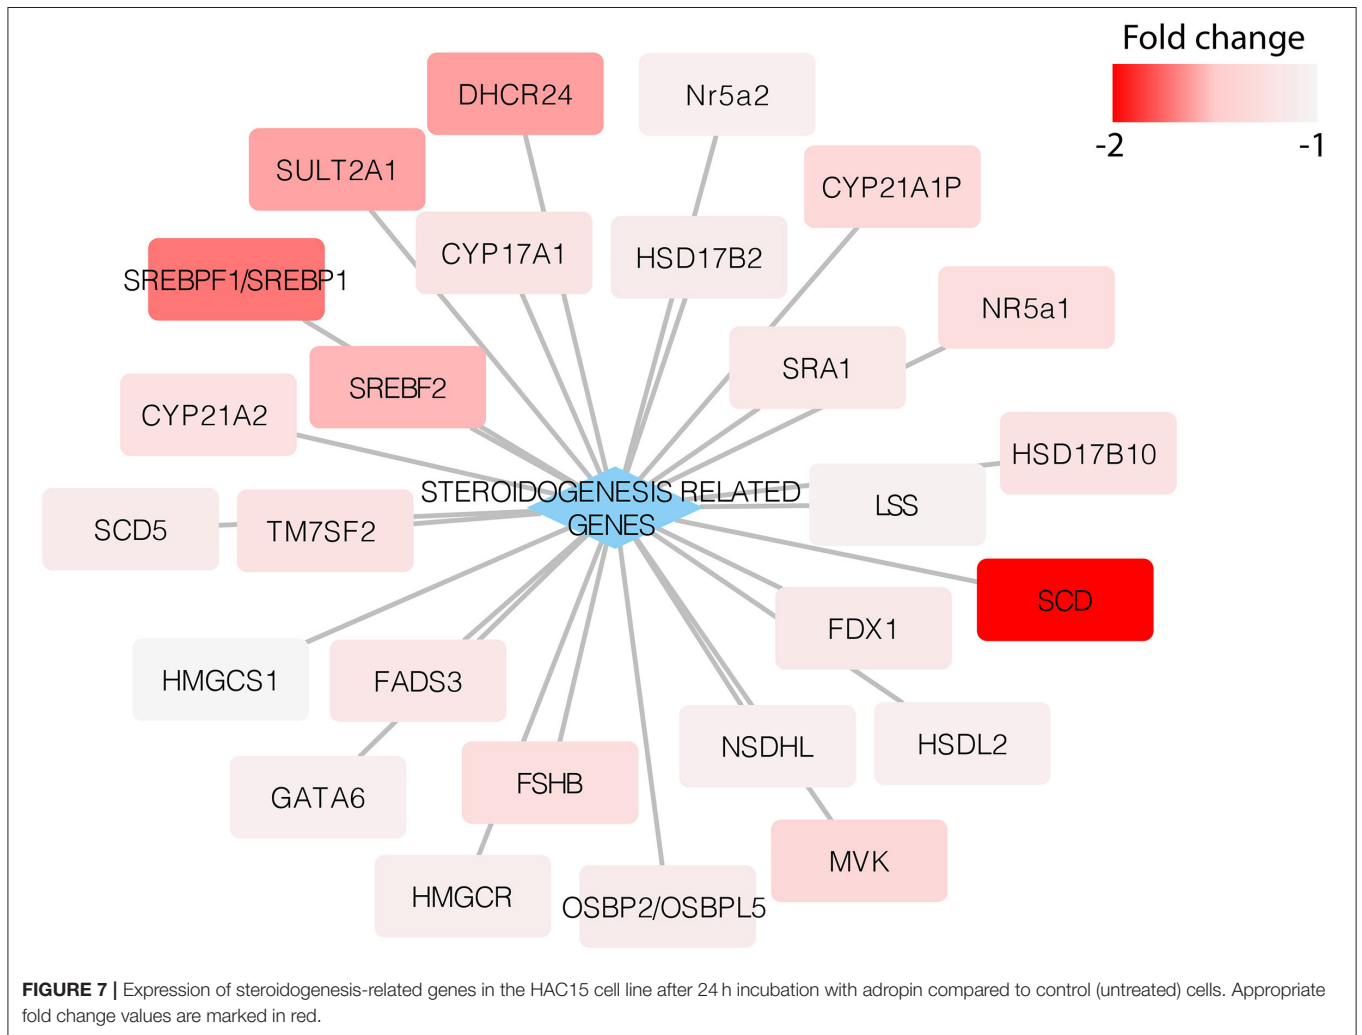 Fold change
-2 -1
DHCR24
Nr5a2
SULT2A1
CYP21A1P
CYP17A1
HSD17B2
SREBPF1/SREBP1
NR5a1
SRA1
SREBF2
CYP21A2
HSD17B10
STEROIDOGENESIS RELATED
GENES
LSS
SCD5
TM7SF2
SCD
FDX1
HMGCS1
FADS3
NSDHL
HSDL2
GATA6
FSHB
MVK
HMGCR
OSBP2/OSBPL5
FIGURE 7 | Expression of steroidogenesis-related genes in the HAC15 cell line after 24 h incubation with adropin compared to control (untreated) cells. Appropriate
fold change values are marked in red.